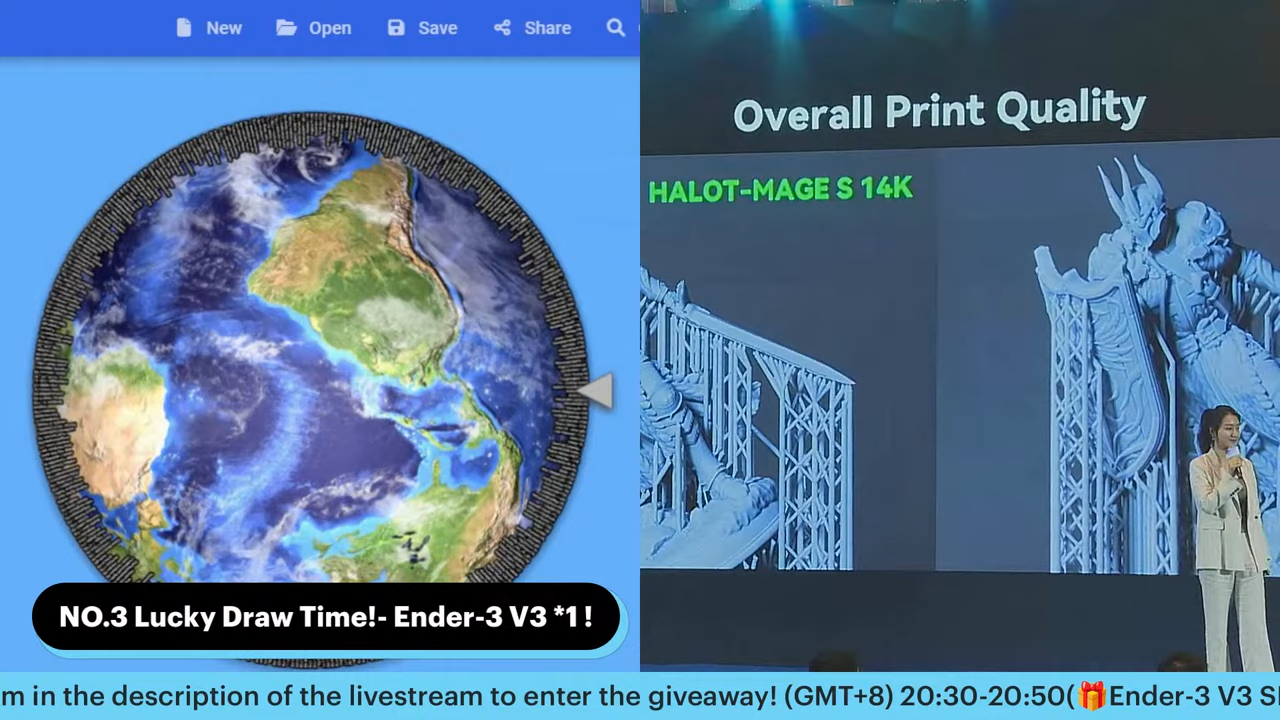 New Open Save Share
Overall Print Quality
HALOT-MAGE S 14K
NO.3 Lucky Draw Time!- Ender-3 V3 *1 !
m in the description of the livestream to enter the giveaway! (GMT+8) 20:30-20:50(🎁Ender-3 V3 S